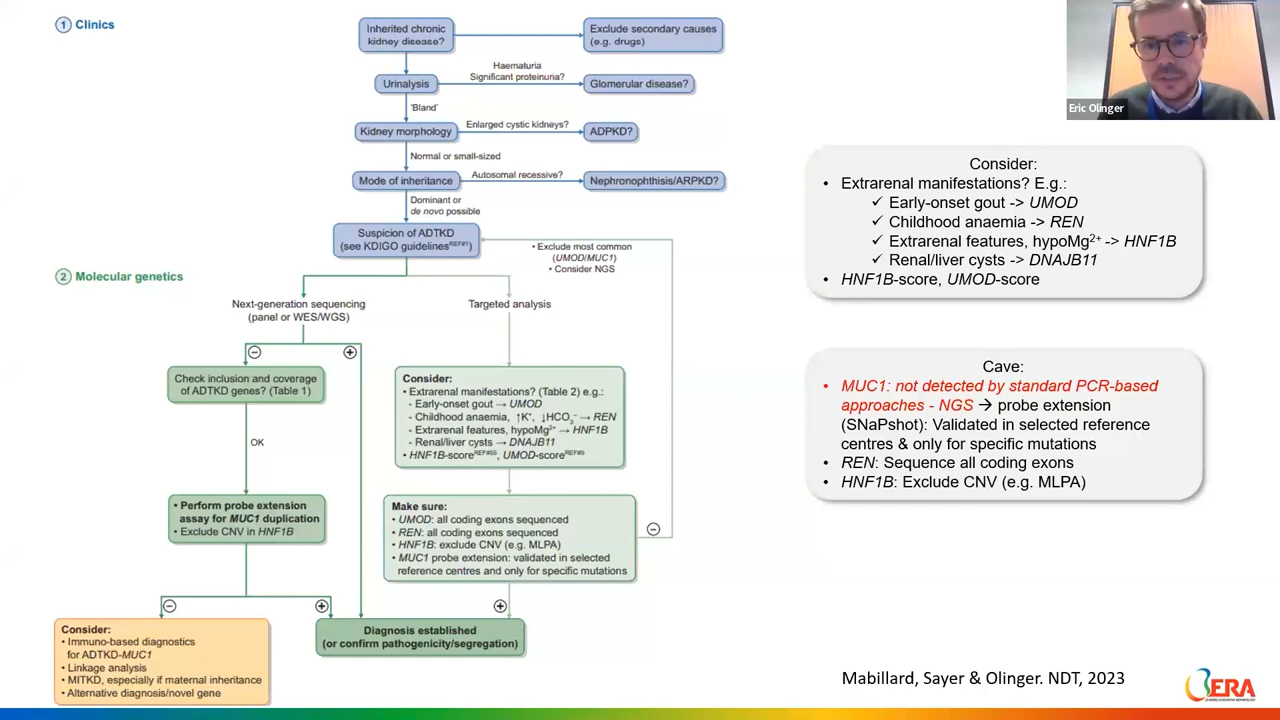 1 Clinics
Inherited chronic
kidney disease?
Exclude secondary causes
(e.g. drugs)
Urinalysis
Haematuria
Significant proteinuria?
Glomerular disease?
'Bland'
Kidney morphology
Enlarged cystic kidneys?
ADPKD?
Normal or small-sized
Mode of inheritance
Autosomal recessive?
Nephronophthisis/ARPKD?
Dominant or
de novo possible
Suspicion of ADTKD
(see KDIGO guidelinesREF#1)
• Exclude most common
(UMOD/MUC1)
• Consider NGS
2 Molecular genetics
Next-generation sequencing
(panel or WES/WGS)
Targeted analysis
−
+
Check inclusion and coverage
of ADTKD genes? (Table 1)
OK
• Perform probe extension
assay for MUC1 duplication
• Exclude CNV in HNF1B
Consider:
• Extrarenal manifestations? (Table 2) e.g.:
- Early-onset gout → UMOD
- Childhood anaemia, ↑K⁺, ↓HCO₃⁻ → REN
- Extrarenal features, hypoMg²⁺ → HNF1B
- Renal/liver cysts → DNAJB11
• HNF1B-scoreREF#55, UMOD-scoreREF#9
Make sure:
• UMOD: all coding exons sequenced
• REN: all coding exons sequenced
• HNF1B: exclude CNV (e.g. MLPA)
• MUC1 probe extension: validated in selected
reference centres and only for specific mutations
−
−
+
+
Consider:
• Immuno-based diagnostics
for ADTKD-MUC1
• Linkage analysis
• MITKD, especially if maternal inheritance
• Alternative diagnosis/novel gene
Diagnosis established
(or confirm pathogenicity/segregation)
Eric Olinger
Consider:
• Extrarenal manifestations? E.g.:
✓ Early-onset gout -> UMOD
✓ Childhood anaemia -> REN
✓ Extrarenal features, hypoMg²⁺ -> HNF1B
✓ Renal/liver cysts -> DNAJB11
• HNF1B-score, UMOD-score
Cave:
• MUC1: not detected by standard PCR-based
approaches - NGS → probe extension
(SNaPshot): Validated in selected reference
centres & only for specific mutations
• REN: Sequence all coding exons
• HNF1B: Exclude CNV (e.g. MLPA)
Mabillard, Sayer & Olinger. NDT, 2023
ERA